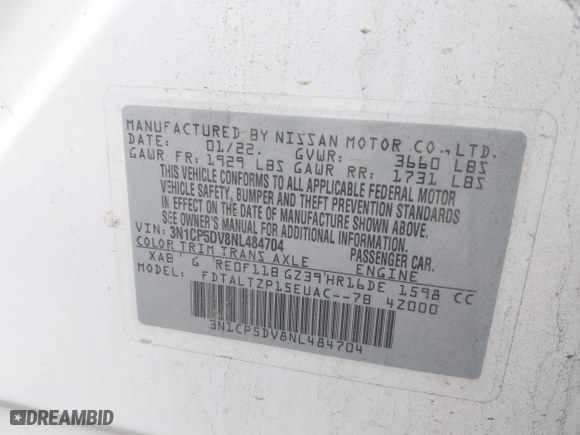 MANUFACTURED BY NISSAN MOTOR CO.,LTD.
DATE: 01/22. GVWR: 3660 LBS
GAWR FR: 1929 LBS GAWR RR: 1731 LBS
THIS VEHICLE CONFORMS TO ALL APPLICABLE FEDERAL MOTOR
VEHICLE SAFETY, BUMPER AND THEFT PREVENTION STANDARDS
IN EFFECT ON THE DATE OF MANUFACTURE SHOWN ABOVE.
SEE OWNER'S MANUAL FOR ADDITIONAL INFORMATION.
VIN: 3N1CP5DV8NL484704 PASSENGER CAR.
COLOR TRIM TRANS AXLE ENGINE
XAB' G 'RE0F11B GZ39'HR16DE 1598 CC
MODEL: FDTALTZP15EUAC--7B 4Z000
3N1CP5DV8NL484704
DREAMBID